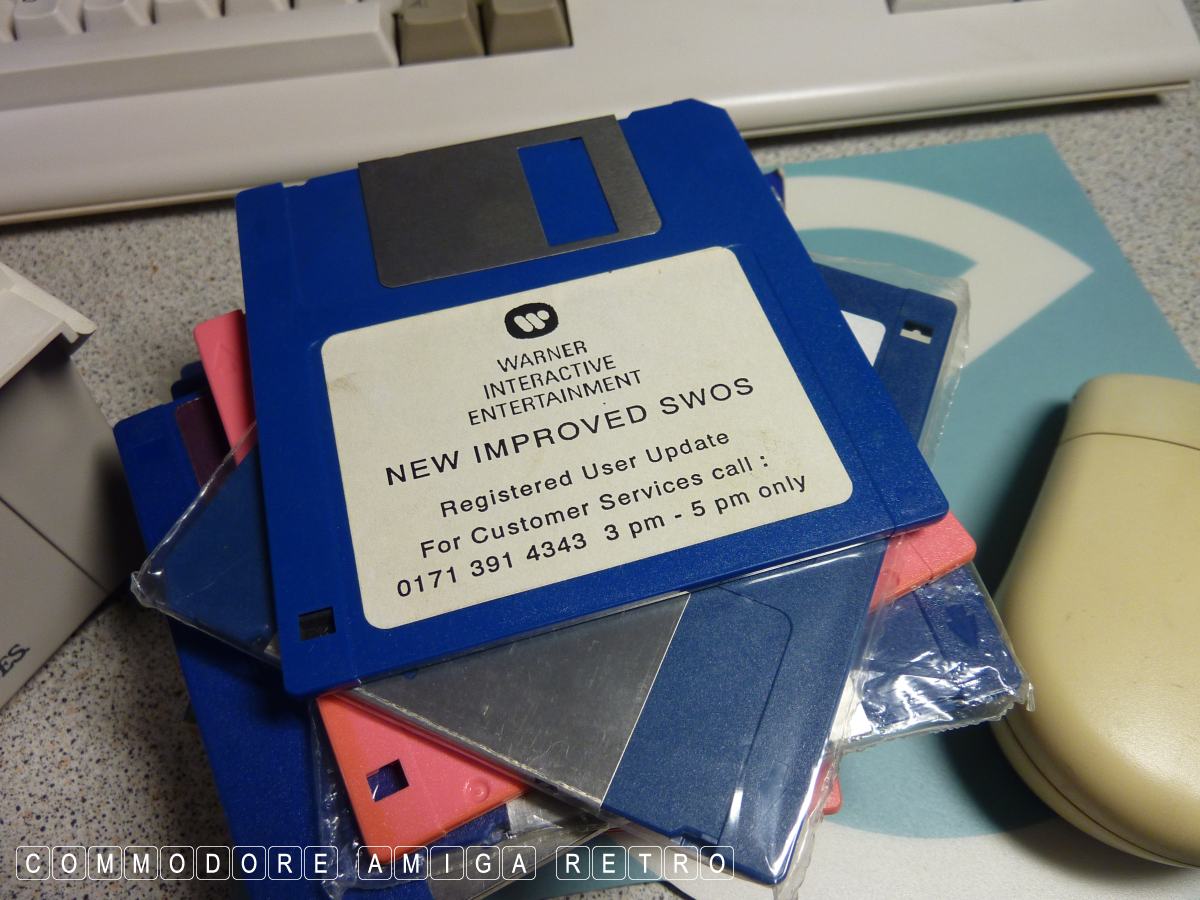 WARNER
INTERACTIVE
ENTERTAINMENT
NEW IMPROVED SWOS
Registered User Update
For Customer Services call :
0171 391 4343 3 pm - 5 pm only
ES.
COMMODORE AMIGA RETRO